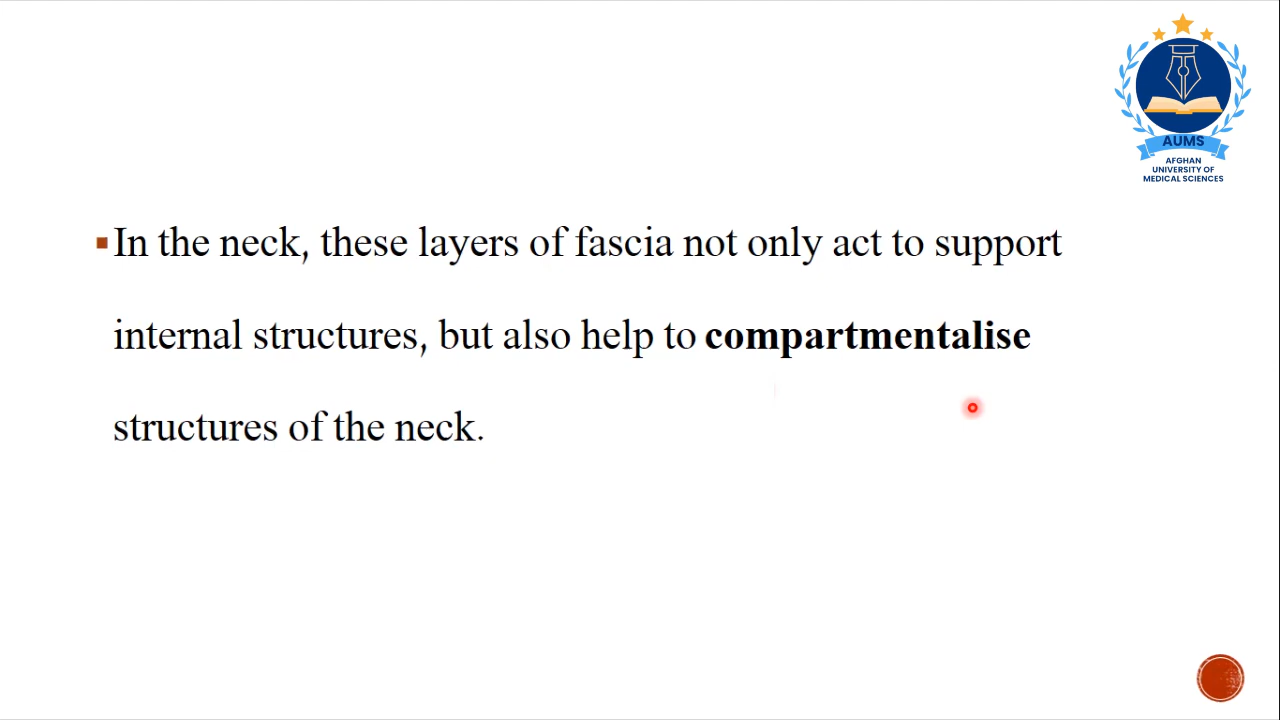 AUMS
AFGHAN
UNIVERSITY OF
MEDICAL SCIENCES
In the neck, these layers of fascia not only act to support
internal structures, but also help to compartmentalise
structures of the neck.